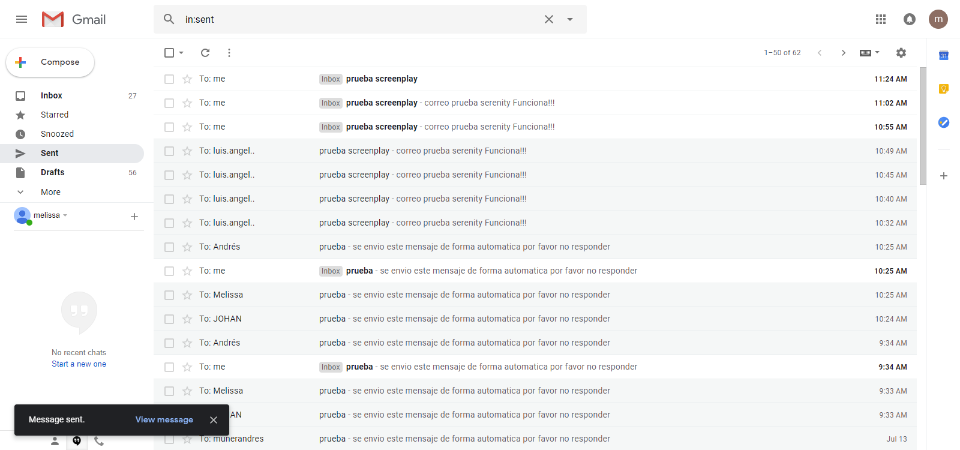 Gmail
in:sent
m
Compose
1–50 of 62
31
Inbox 27
Starred
Snoozed
Sent
Drafts 56
More
melissa
No recent chats
Start a new one
To: me Inbox prueba screenplay 11:24 AM
To: me Inbox prueba screenplay - correo prueba serenity Funciona!!! 11:02 AM
To: me Inbox prueba screenplay - correo prueba serenity Funciona!!! 10:55 AM
To: luis.angel.. prueba screenplay - correo prueba serenity Funciona!!! 10:49 AM
To: luis.angel.. prueba screenplay - correo prueba serenity Funciona!!! 10:45 AM
To: luis.angel.. prueba screenplay - correo prueba serenity Funciona!!! 10:40 AM
To: luis.angel.. prueba screenplay - correo prueba serenity Funciona!!! 10:32 AM
To: Andrés prueba - se envio este mensaje de forma automatica por favor no responder 10:25 AM
To: me Inbox prueba - se envio este mensaje de forma automatica por favor no responder 10:25 AM
To: Melissa prueba - se envio este mensaje de forma automatica por favor no responder 10:25 AM
To: JOHAN prueba - se envio este mensaje de forma automatica por favor no responder 10:24 AM
To: Andrés prueba - se envio este mensaje de forma automatica por favor no responder 9:34 AM
To: me Inbox prueba - se envio este mensaje de forma automatica por favor no responder 9:34 AM
To: Melissa prueba - se envio este mensaje de forma automatica por favor no responder 9:33 AM
AN prueba - se envio este mensaje de forma automatica por favor no responder 9:33 AM
To: munerandres prueba - se envio este mensaje de forma automatica por favor no responder Jul 13
Message sent. View message